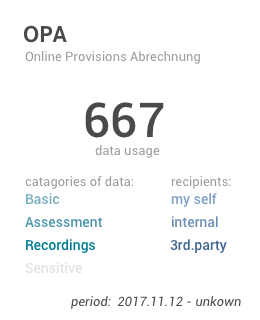 OPA
Online Provisions Abrechnung
667
data usage
catagories of data: recipients:
Basic my self
Assessment internal
Recordings 3rd.party
Sensitive
period: 2017.11.12 - unkown